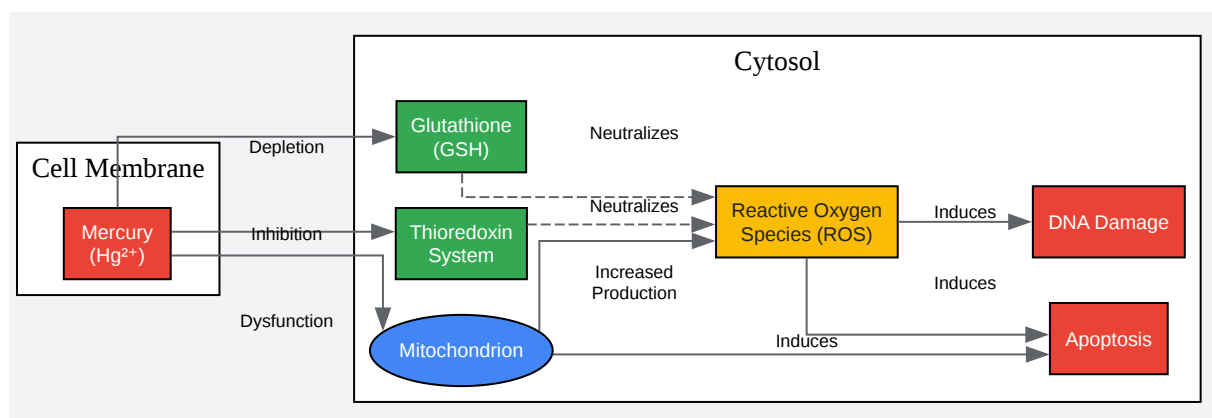 Cytosol
Glutathione
(GSH)
Neutralizes
Depletion
Cell Membrane
Neutralizes
Mercury
(Hg²⁺)
Inhibition
Thioredoxin
System
Reactive Oxygen
Species (ROS)
Induces
DNA Damage
Increased
Production
Induces
Dysfunction
Mitochondrion
Induces
Apoptosis